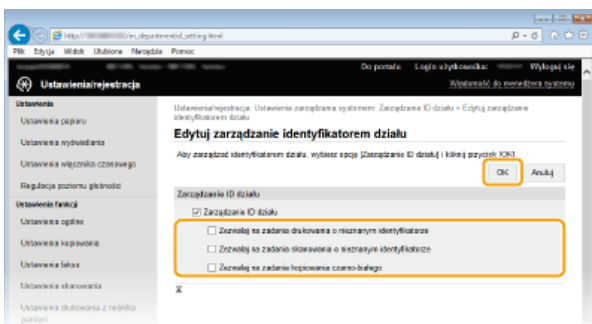 http://
/m_departmentid_setting.html
Plik Edycja Widok Ulubione Narzędzia Pomoc
Do portalu Login użytkownika: Wyloguj się
Ustawienia/rejestracja
Wiadomość do menedżera systemu
Ustawienia
Ustawienia papieru
Ustawienia wyświetlania
Ustawienia włącznika czasowego
Regulacja poziomu głośności
Ustawienia funkcji
Ustawienia ogólne
Ustawienia kopiowania
Ustawienia faksu
Ustawienia skanowania
Ustawienia drukowania z nośnika pamięci
Ustawienia/rejestracja: Ustawienia zarządzania systemem: Zarządzanie ID działu > Edytuj zarządzanie
identyfikatorem działu
Edytuj zarządzanie identyfikatorem działu
Aby zarządzać identyfikatorem działu, wybierz opcję [Zarządzanie ID działu] i kliknij przycisk [OK]
OK Anuluj
Zarządzanie ID działu
Zarządzanie ID działu
Zezwalaj na zadania drukowania o nieznanym identyfikatorze
Zezwalaj na zadania skanowania o nieznanym identyfikatorze
Zezwalaj na zadania kopiowania czarno-białego